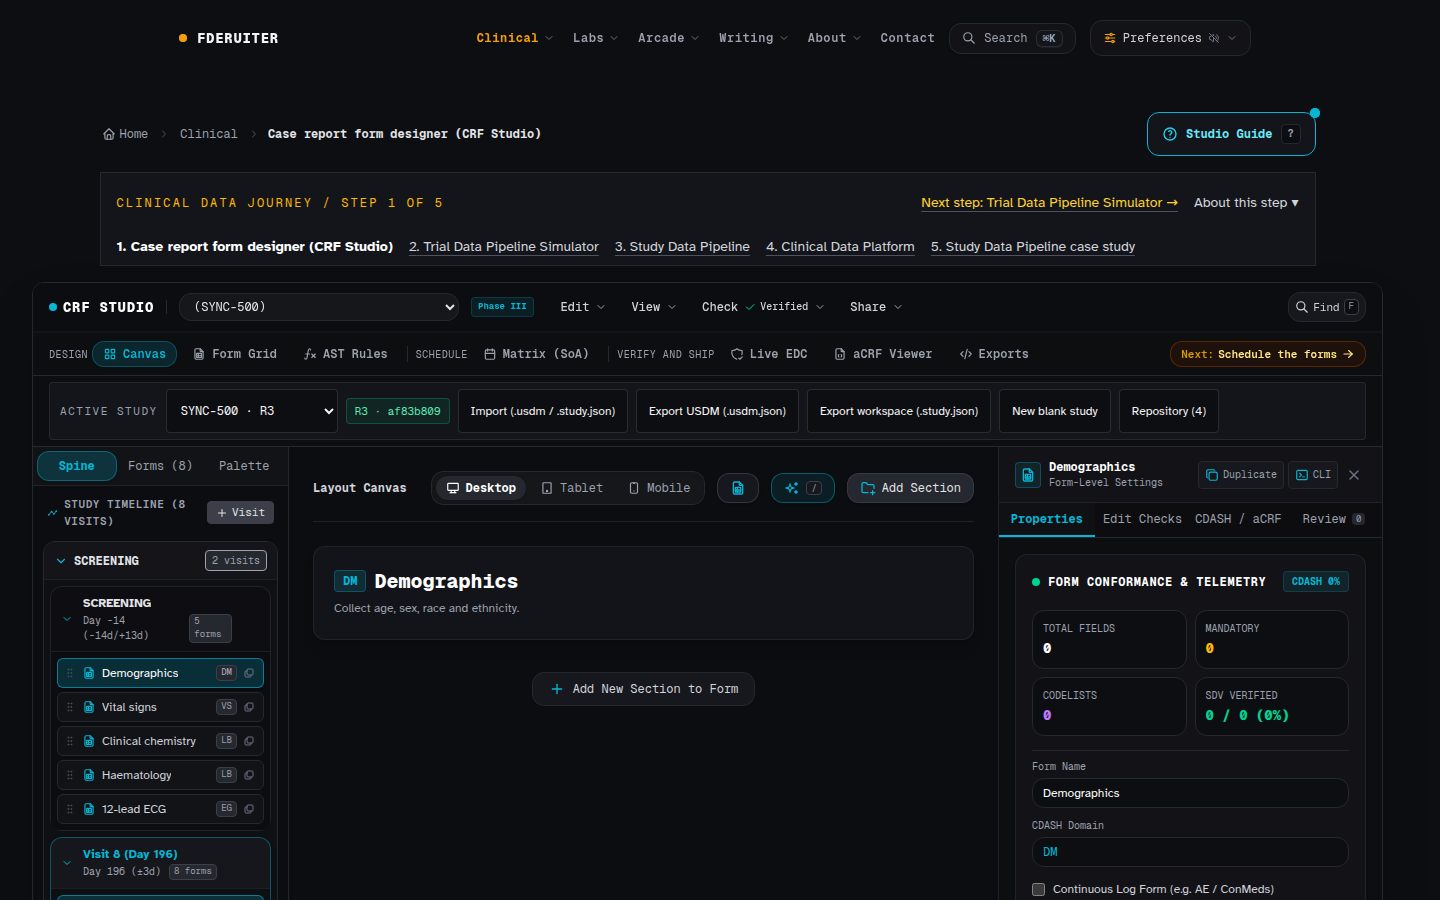 FDERUITER
Clinical
Labs
Arcade
Writing
About
Contact
Search ⌘K
Preferences
Home
Clinical
Case report form designer (CRF Studio)
Studio Guide ?
CLINICAL DATA JOURNEY / STEP 1 OF 5
Next step: Trial Data Pipeline Simulator →
About this step ▾
1. Case report form designer (CRF Studio)
2. Trial Data Pipeline Simulator
3. Study Data Pipeline
4. Clinical Data Platform
5. Study Data Pipeline case study
CRF STUDIO
(SYNC-500)
Phase III
Edit
View
Check ✓ Verified
Share
Find F
DESIGN
Canvas
Form Grid
AST Rules
SCHEDULE
Matrix (SoA)
VERIFY AND SHIP
Live EDC
aCRF Viewer
Exports
Next: Schedule the forms →
ACTIVE STUDY
SYNC-500 · R3
R3 · af83b809
Import (.usdm / .study.json)
Export USDM (.usdm.json)
Export workspace (.study.json)
New blank study
Repository (4)
Spine
Forms (8)
Palette
STUDY TIMELINE (8
VISITS)
+ Visit
SCREENING
2 visits
SCREENING
Day -14
(-14d/+13d)
5
forms
Demographics DM
Vital signs VS
Clinical chemistry LB
Haematology LB
12-lead ECG EG
Visit 8 (Day 196)
Day 196 (±3d) 8 forms
Layout Canvas
Desktop
Tablet
Mobile
/
Add Section
DM Demographics
Collect age, sex, race and ethnicity.
+ Add New Section to Form
Demographics
Form-Level Settings
Duplicate
CLI
Properties
Edit Checks
CDASH / aCRF
Review 0
FORM CONFORMANCE & TELEMETRY
CDASH 0%
TOTAL FIELDS
0
MANDATORY
0
CODELISTS
0
SDV VERIFIED
0 / 0 (0%)
Form Name
Demographics
CDASH Domain
DM
Continuous Log Form (e.g. AE / ConMeds)